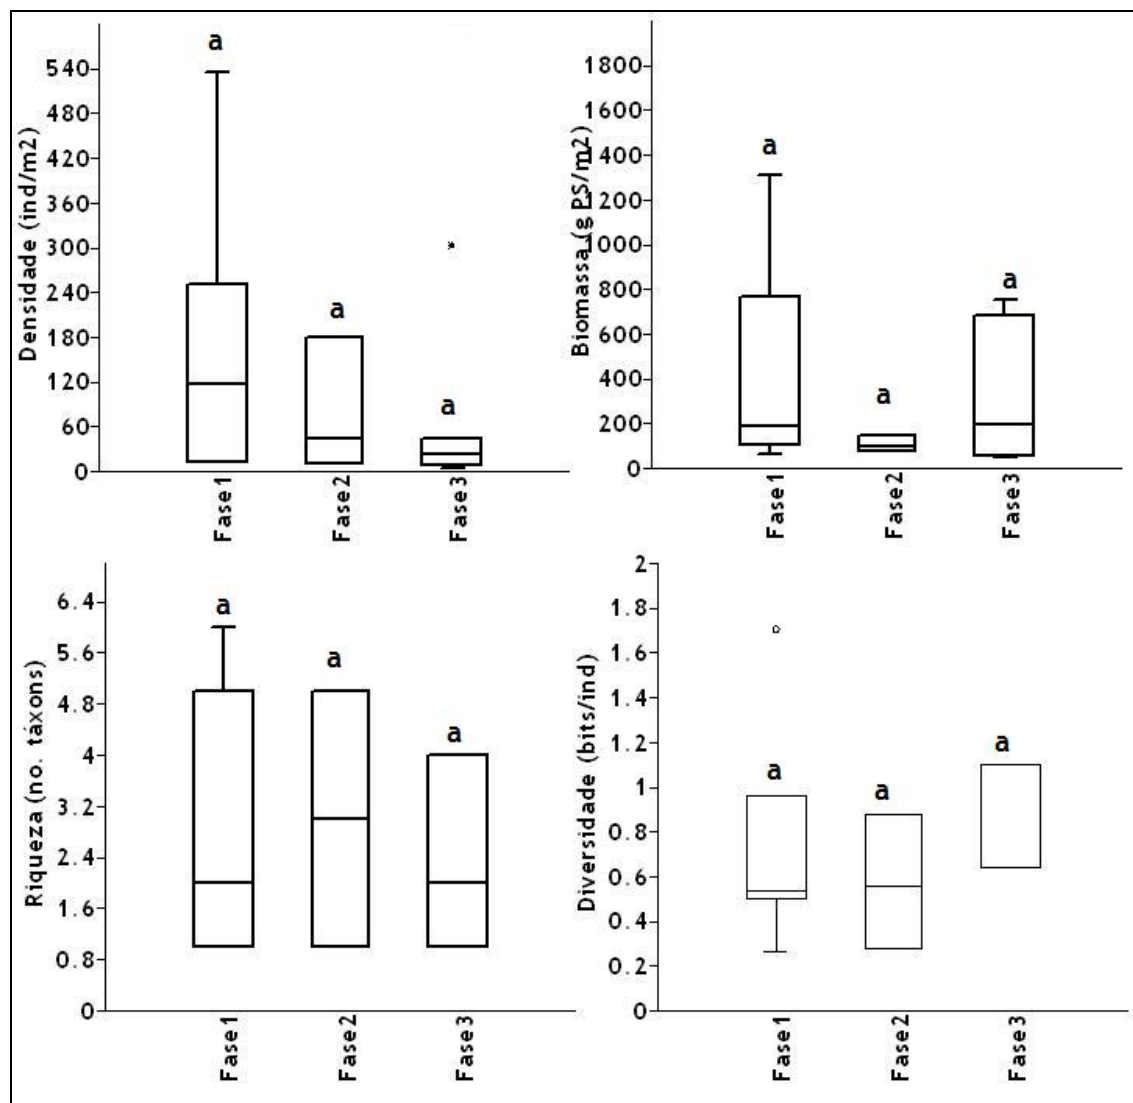 Densidade (ind/m2)
540
480
420
360
300
240
180
120
60
0
a
a
a
Fase1
Fase2
Fase3
Biomassa (g PS/m2)
1800
1600
1400
1200
1000
800
600
400
200
0
a
a
a
Fase1
Fase2
Fase3
Riqueza (no. táxons)
6.4
5.6
4.8
4
3.2
2.4
1.6
0.8
0
a
a
a
Fase1
Fase2
Fase3
Diversidade (bits/ind)
2
1.8
1.6
1.4
1.2
1
0.8
0.6
0.4
0.2
0
a
a
a
Fase1
Fase2
Fase3